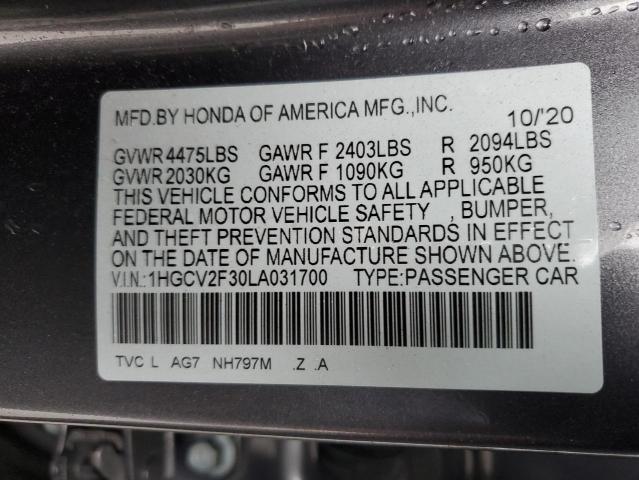 MFD.BY HONDA OF AMERICA MFG.,INC. 10/'20
GVWR 4475LBS GAWR F 2403LBS R 2094LBS
GVWR 2030KG GAWR F 1090KG R 950KG
THIS VEHICLE CONFORMS TO ALL APPLICABLE
FEDERAL MOTOR VEHICLE SAFETY , BUMPER,
AND THEFT PREVENTION STANDARDS IN EFFECT
ON THE DATE OF MANUFACTURE SHOWN ABOVE.
V.I.N.:1HGCV2F30LA031700 TYPE:PASSENGER CAR
TVC L AG7 NH797M .Z .A